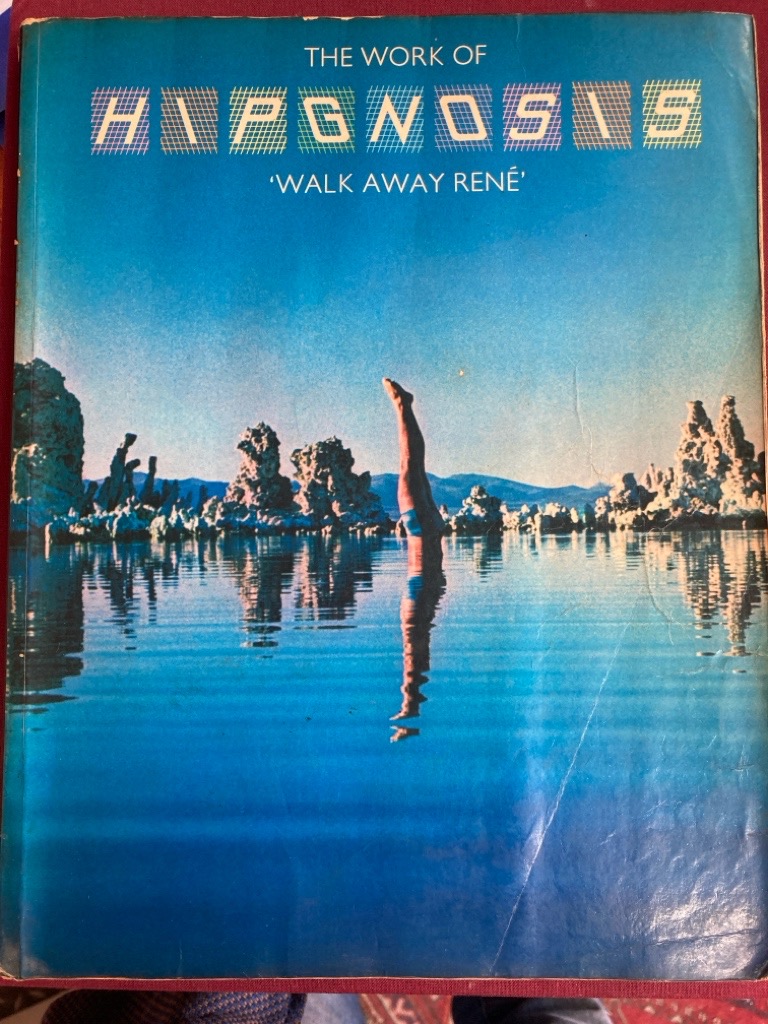 THE WORK OF
HIPGNOSIS
‘WALK AWAY RENÉ’